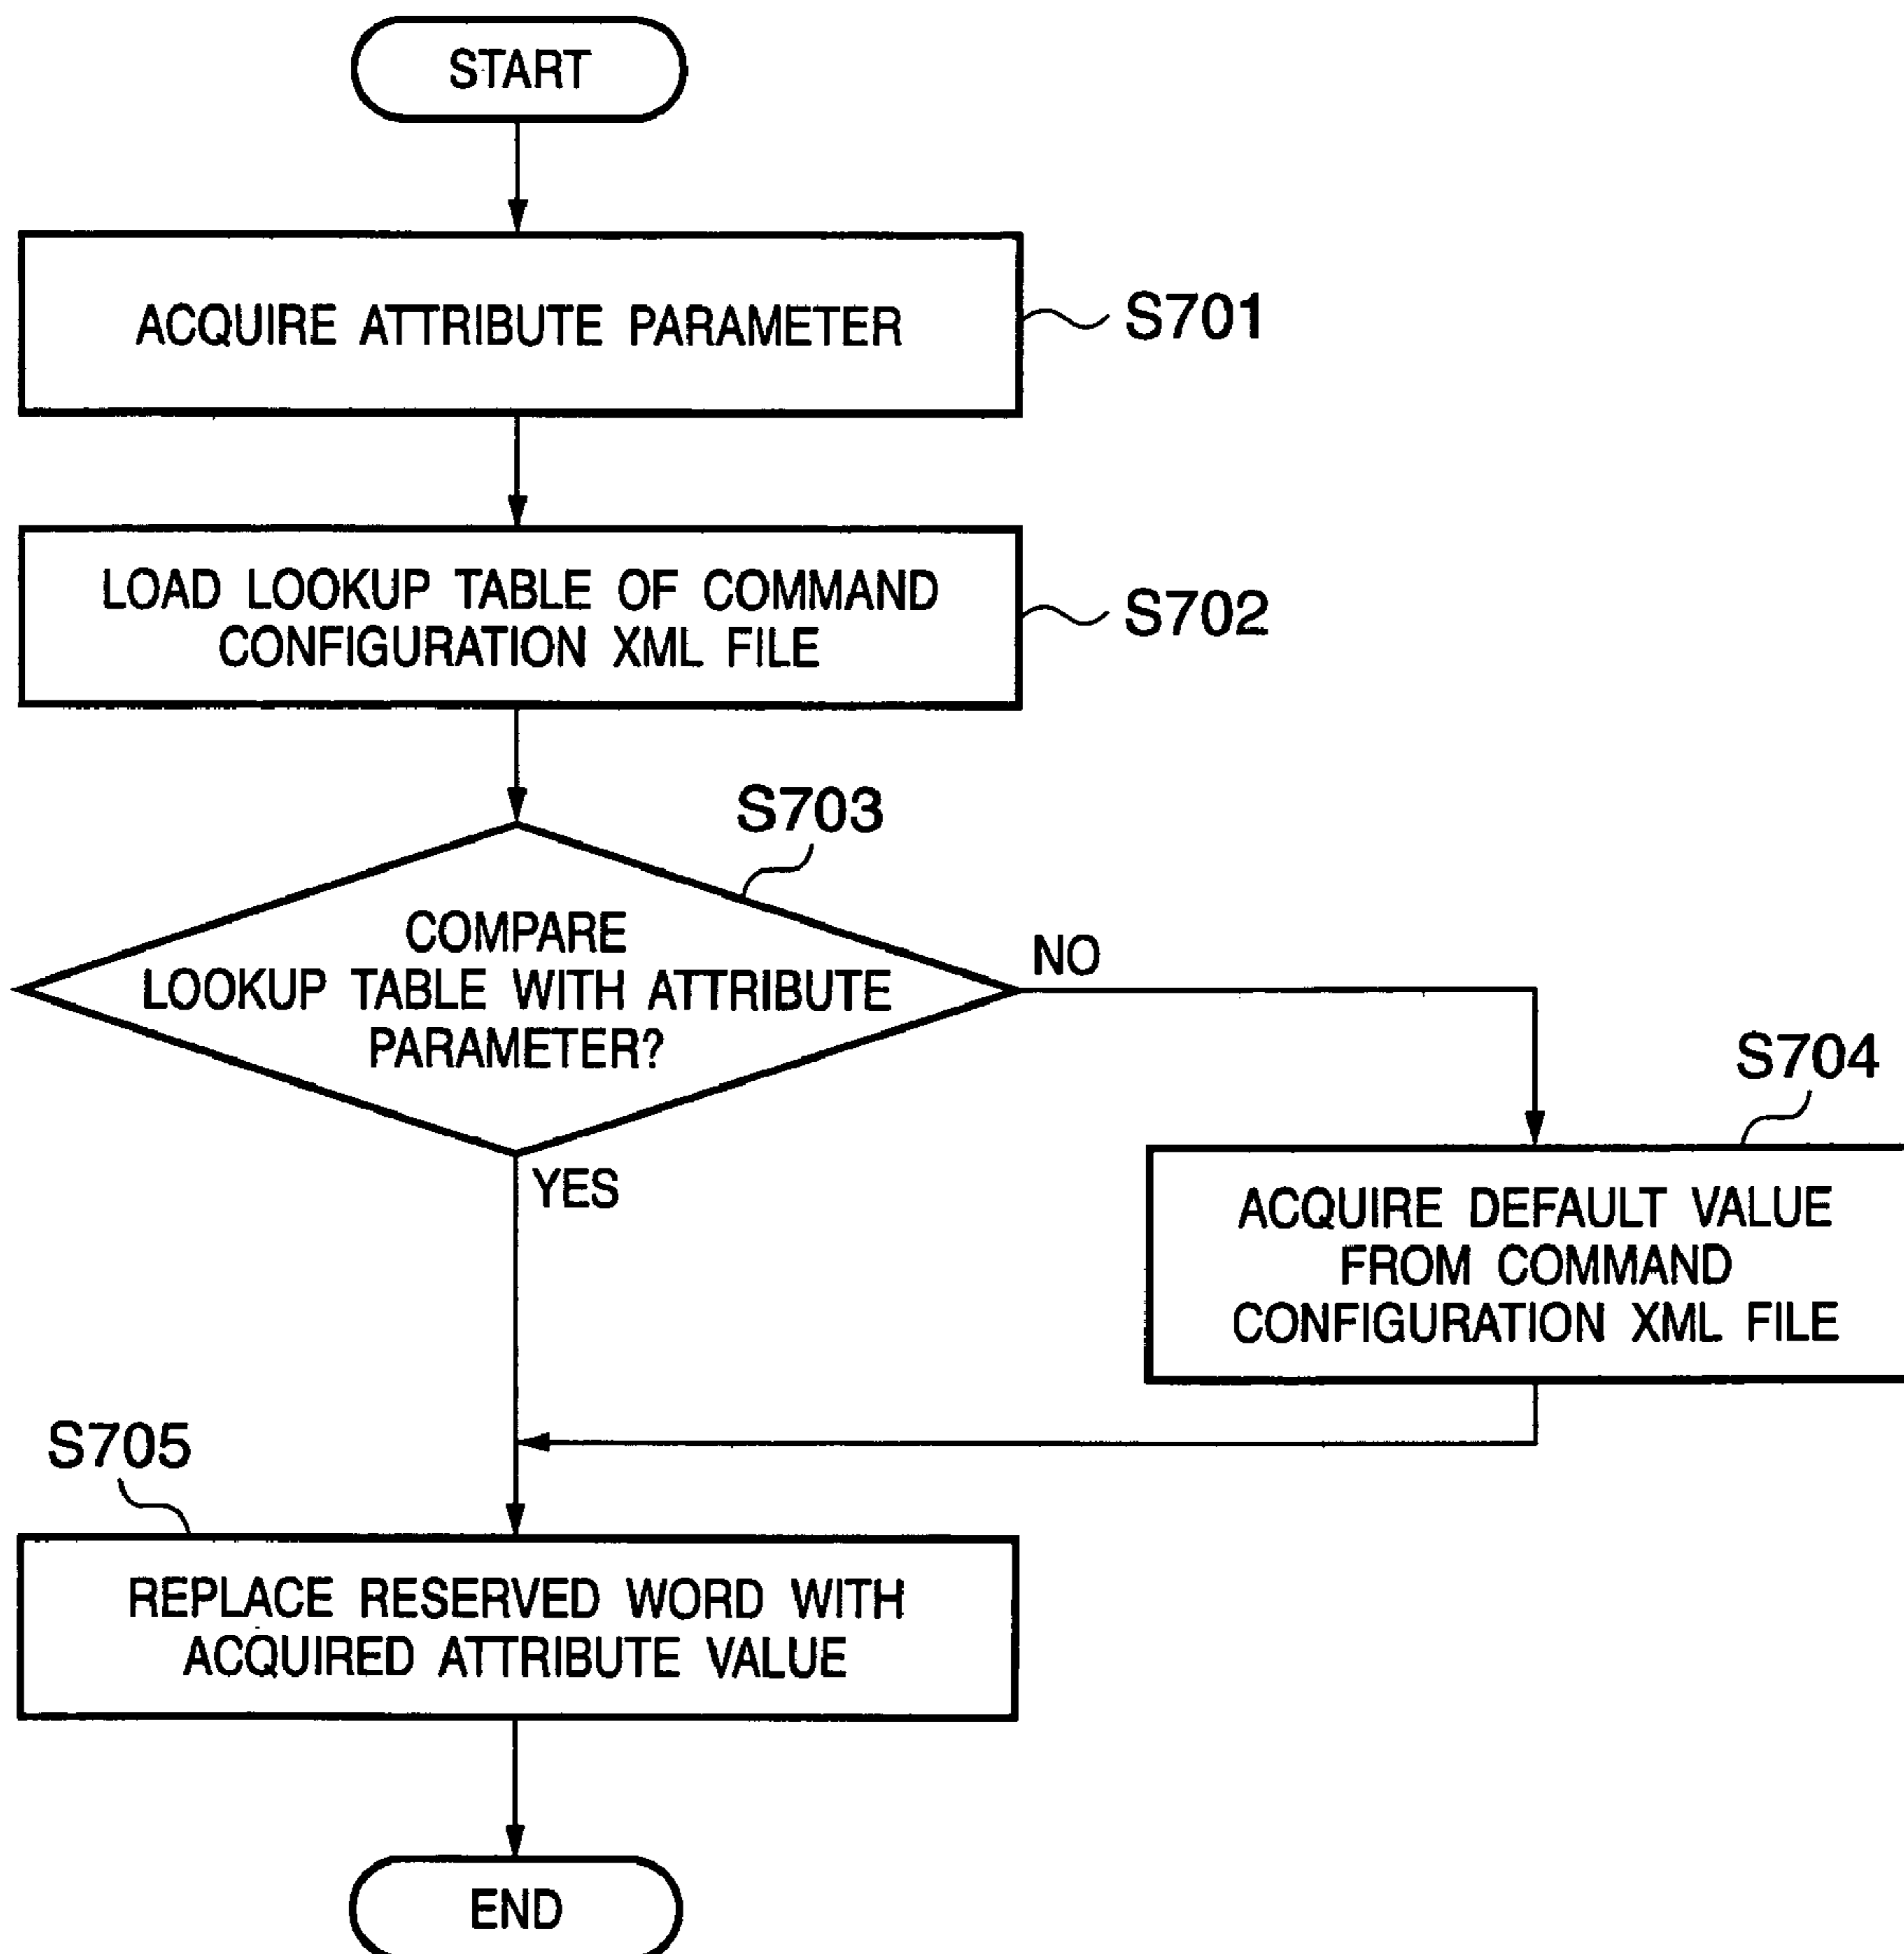 START
ACQUIRE ATTRIBUTE PARAMETER
S701
LOAD LOOKUP TABLE OF COMMAND
CONFIGURATION XML FILE
S702
S703
COMPARE
LOOKUP TABLE WITH ATTRIBUTE
PARAMETER?
NO
YES
S704
ACQUIRE DEFAULT VALUE
FROM COMMAND
CONFIGURATION XML FILE
S705
REPLACE RESERVED WORD WITH
ACQUIRED ATTRIBUTE VALUE
END